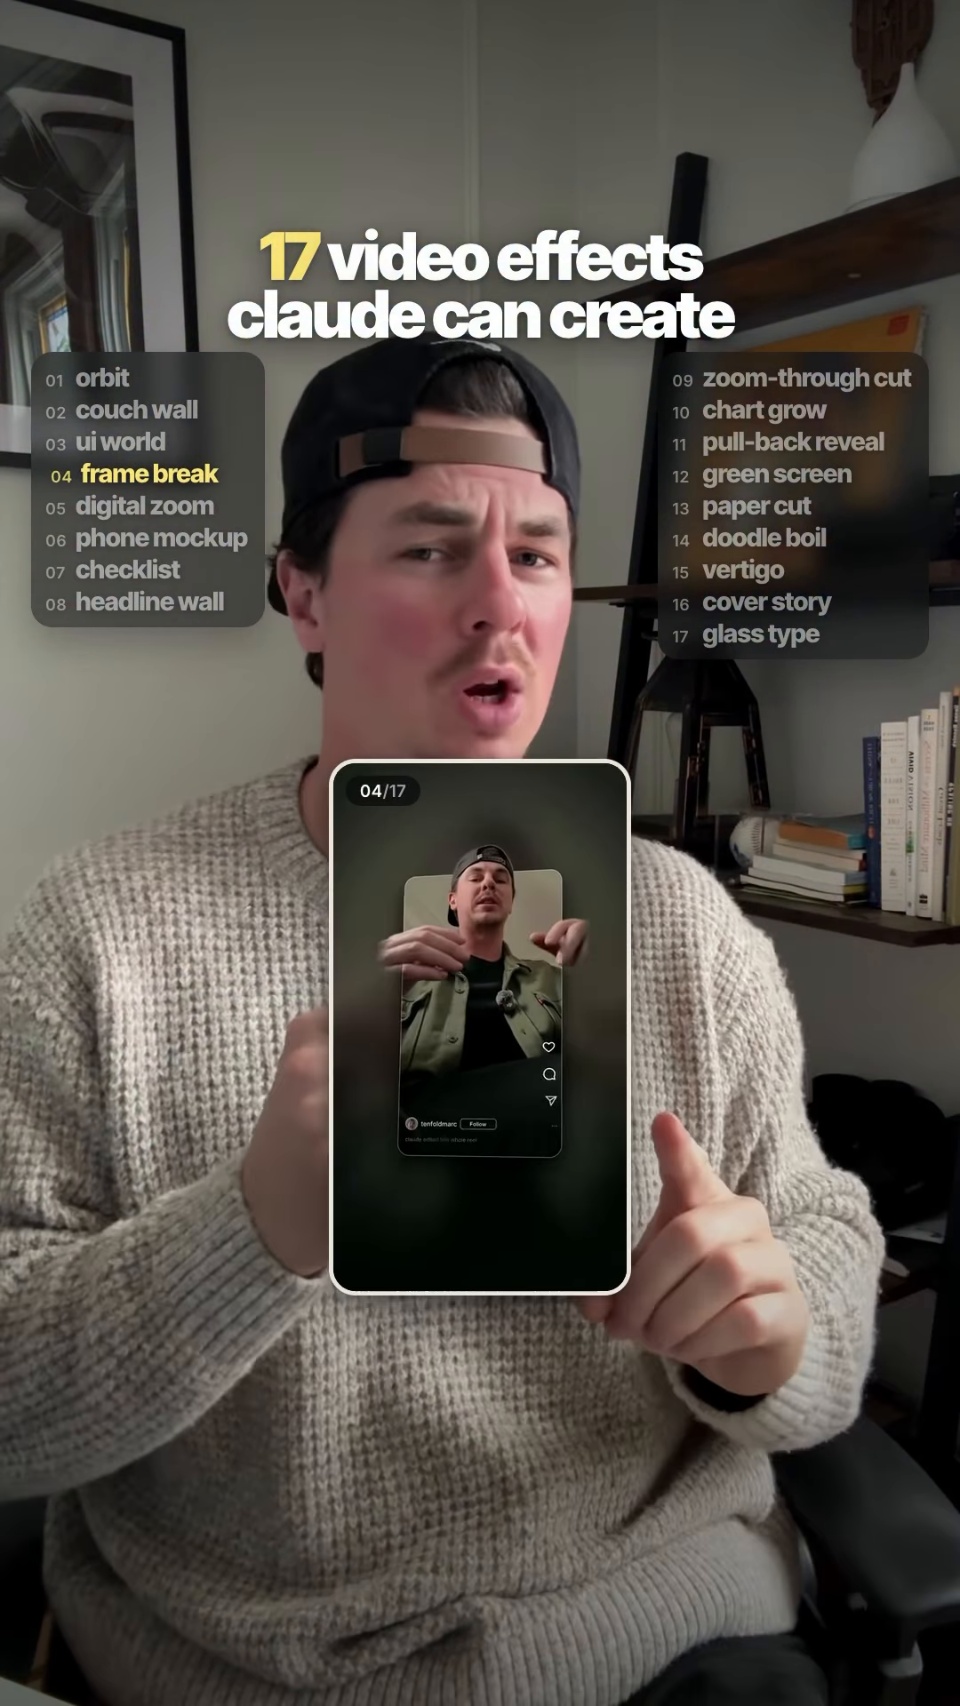 17 video effects
claude can create
01 orbit
02 couch wall
03 ui world
04 frame break
05 digital zoom
06 phone mockup
07 checklist
08 headline wall
09 zoom-through cut
10 chart grow
11 pull-back reveal
12 green screen
13 paper cut
14 doodle boil
15 vertigo
16 cover story
17 glass type
04/17
tenfoldmarc Follow